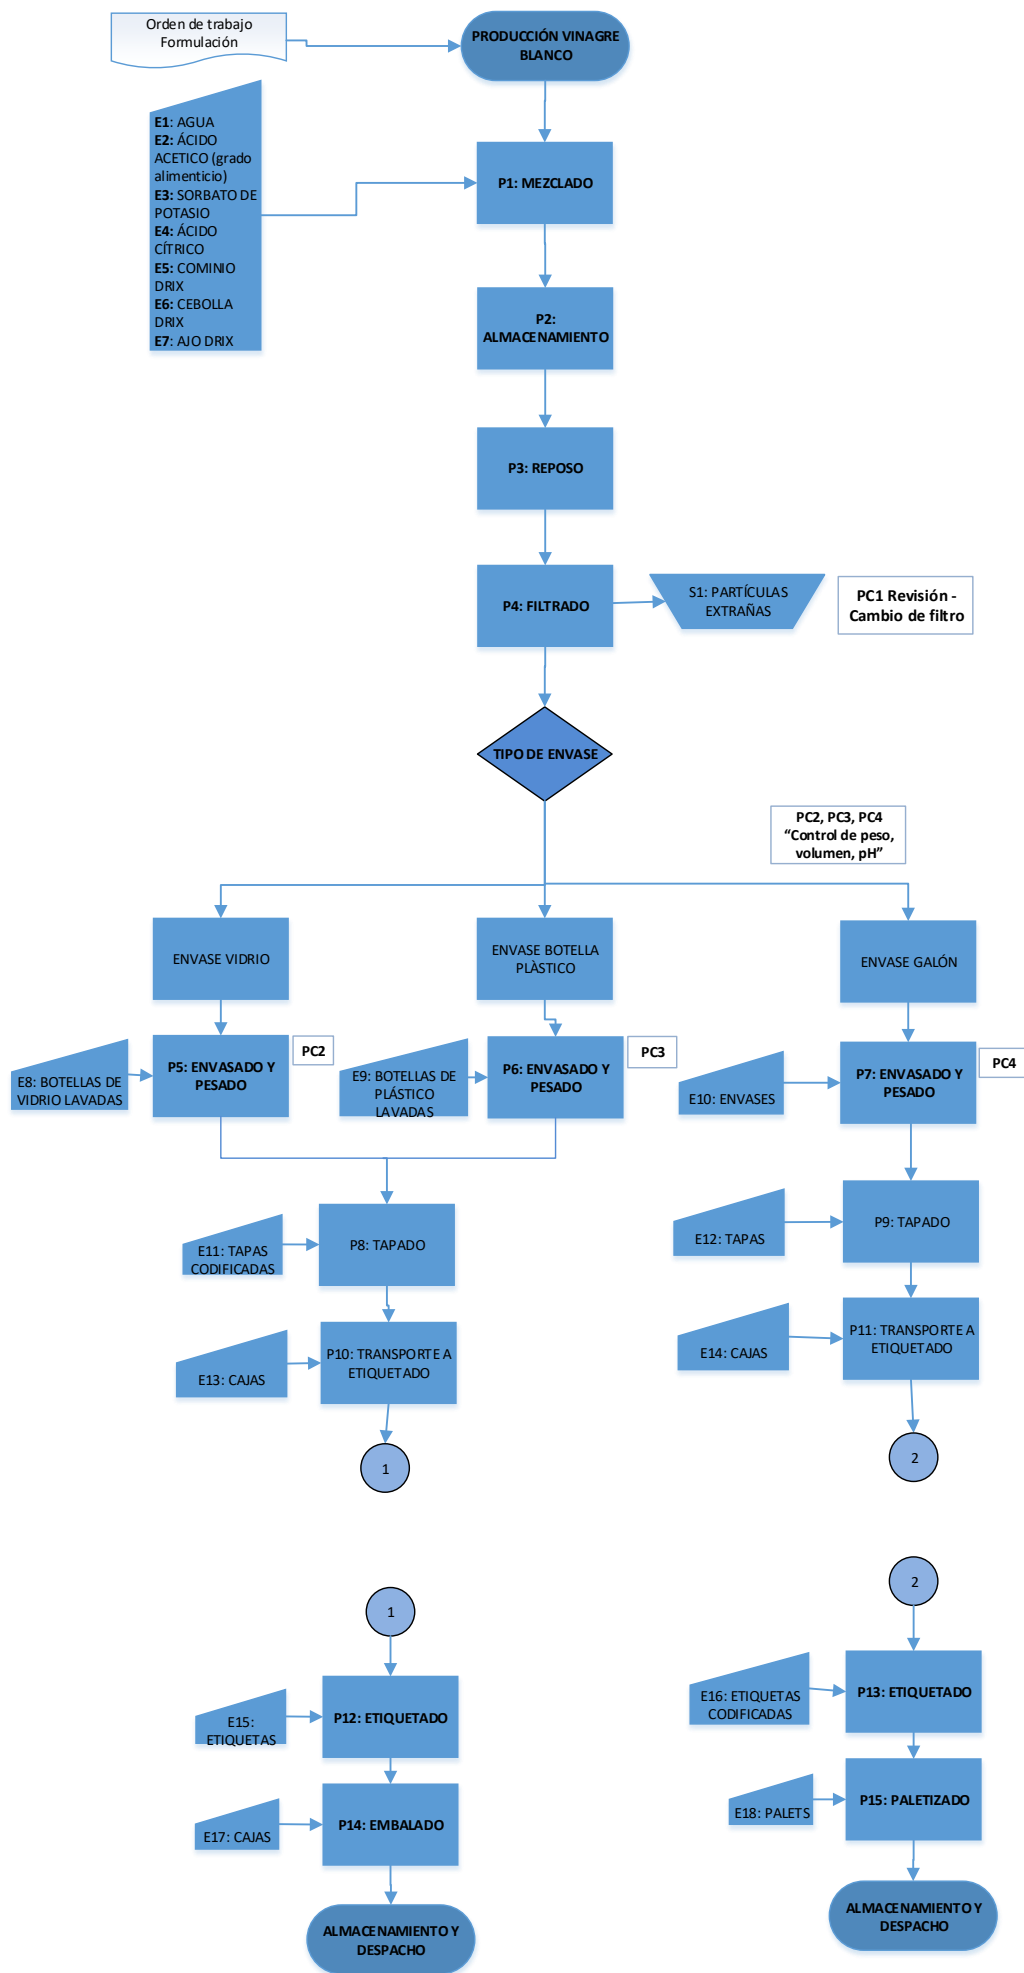 Orden de trabajo
Formulación
PRODUCCIÓN VINAGRE
BLANCO
E1: AGUA
E2: ÁCIDO
ACETICO (grado
alimenticio)
E3: SORBATO DE
POTASIO
E4: ÁCIDO
CÍTRICO
E5: COMINIO
DRIX
E6: CEBOLLA
DRIX
E7: AJO DRIX
P1: MEZCLADO
P2:
ALMACENAMIENTO
P3: REPOSO
P4: FILTRADO
S1: PARTÍCULAS
EXTRAÑAS
PC1 Revisión -
Cambio de filtro
TIPO DE ENVASE
PC2, PC3, PC4
“Control de peso,
volumen, pH”
ENVASE VIDRIO
ENVASE BOTELLA
PLÀSTICO
ENVASE GALÓN
E8: BOTELLAS DE
VIDRIO LAVADAS
P5: ENVASADO Y
PESADO
PC2
E9: BOTELLAS DE
PLÁSTICO
LAVADAS
P6: ENVASADO Y
PESADO
PC3
E10: ENVASES
P7: ENVASADO Y
PESADO
PC4
E11: TAPAS
CODIFICADAS
P8: TAPADO
E12: TAPAS
P9: TAPADO
E13: CAJAS
P10: TRANSPORTE A
ETIQUETADO
E14: CAJAS
P11: TRANSPORTE A
ETIQUETADO
1
2
1
2
E15:
ETIQUETAS
P12: ETIQUETADO
E16: ETIQUETAS
CODIFICADAS
P13: ETIQUETADO
E17: CAJAS
P14: EMBALADO
E18: PALETS
P15: PALETIZADO
ALMACENAMIENTO Y
DESPACHO
ALMACENAMIENTO Y
DESPACHO